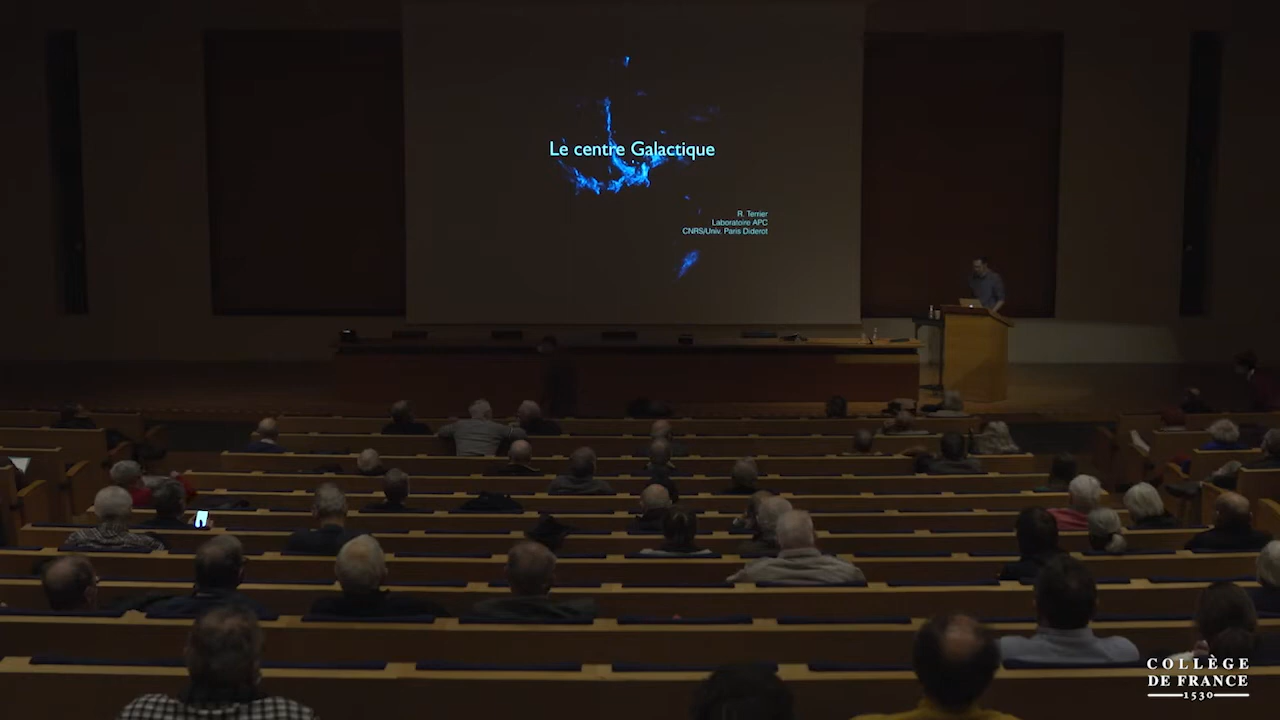 Le centre Galactique
R. Terrier
Laboratoire APC
CNRS/Univ. Paris Diderot
COLLÈGE
DE FRANCE
1530